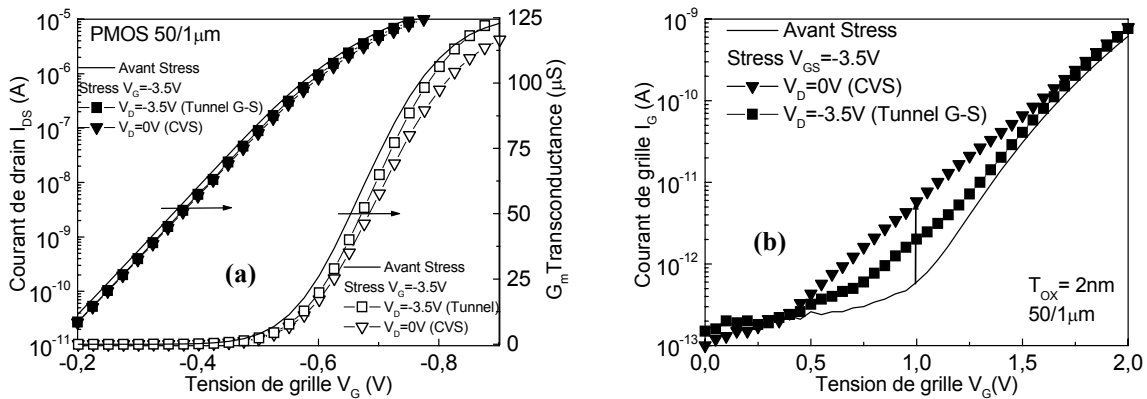 10^-5
10^-6
10^-7
10^-8
10^-9
10^-10
10^-11
Courant de drain I_DS (A)
PMOS 50/1µm
Avant Stress
Stress V_G=-3.5V
V_D=-3.5V (Tunnel G-S)
V_D=0V (CVS)
(a)
Avant Stress
Stress V_G=-3.5V
V_D=-3.5V (Tunnel)
V_D=0V (CVS)
125
100
75
50
25
0
G_m Transconductance (µS)
-0,2 -0,4 -0,6 -0,8
Tension de grille V_G (V)
10^-9
10^-10
10^-11
10^-12
10^-13
Courant de grille I_G (A)
Avant Stress
Stress V_GS=-3.5V
V_D=0V (CVS)
V_D=-3.5V (Tunnel G-S)
(b)
T_OX= 2nm
50/1µm
0,0 0,5 1,0 1,5 2,0
Tension de grille V_G(V)